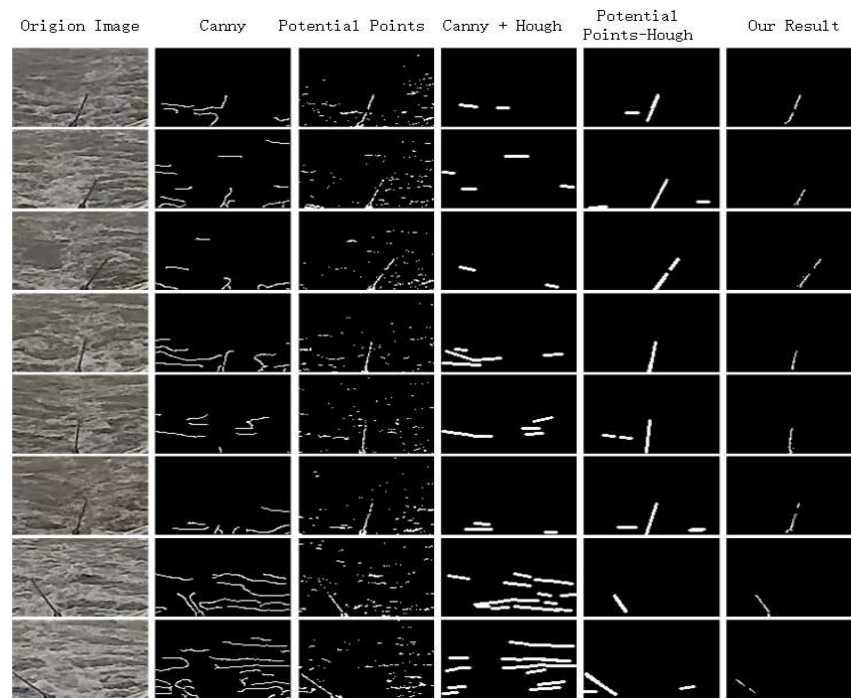 Origion Image
Canny
Potential Points
Canny + Hough
Potential
Points-Hough
Our Result